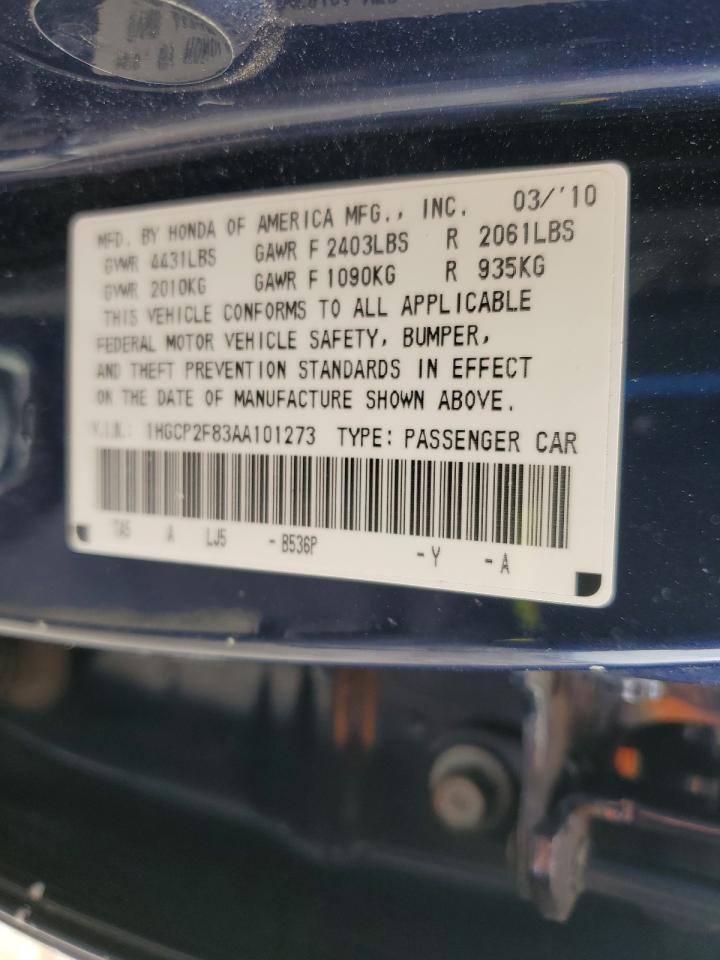 MFD. BY HONDA OF AMERICA MFG., INC. 03/'10
GVWR 4431LBS GAWR F 2403LBS R 2061LBS
GVWR 2010KG GAWR F 1090KG R 935KG
THIS VEHICLE CONFORMS TO ALL APPLICABLE
FEDERAL MOTOR VEHICLE SAFETY, BUMPER,
AND THEFT PREVENTION STANDARDS IN EFFECT
ON THE DATE OF MANUFACTURE SHOWN ABOVE.
V.I.N.: 1HGCP2F83AA101273 TYPE: PASSENGER CAR
TA5 A LJ5 - B536P - Y - A